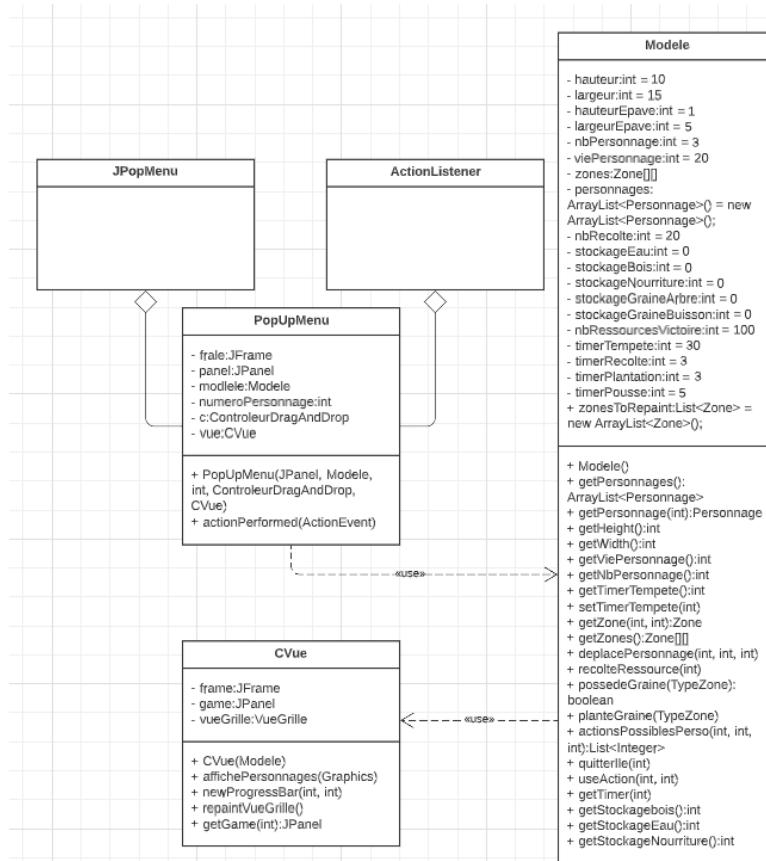 JPopMenu
ActionListener
PopUpMenu
- frale:JFrame
- panel:JPanel
- modlele:Modele
- numeroPersonnage:int
- c:ControleurDragAndDrop
- vue:CVue
+ PopUpMenu(JPanel, Modele,
int, ControleurDragAndDrop,
CVue)
+ actionPerformed(ActionEvent)
«use»
CVue
- frame:JFrame
- game:JPanel
- vueGrille:VueGrille
+ CVue(Modele)
+ affichePersonnages(Graphics)
+ newProgressBar(int, int)
+ repaintVueGrille()
+ getGame(int):JPanel
«use»
Modele
- hauteur:int = 10
- largeur:int = 15
- hauteurEpave:int = 1
- largeurEpave:int = 5
- nbPersonnage:int = 3
- viePersonnage:int = 20
- zones:Zone[][]
- personnages:
ArrayList<Personnage>() = new
ArrayList<Personnage>();
- nbRecolte:int = 20
- stockageEau:int = 0
- stockageBois:int = 0
- stockageNourriture:int = 0
- stockageGraineArbre:int = 0
- stockageGraineBuisson:int = 0
- nbRessourcesVictoire:int = 100
- timerTempete:int = 30
- timerRecolte:int = 3
- timerPlantation:int = 3
- timerPousse:int = 5
+ zonesToRepaint:List<Zone> =
new ArrayList<Zone>();
+ Modele()
+ getPersonnages():
ArrayList<Personnage>
+ getPersonnage(int):Personnage
+ getHeight():int
+ getWidth():int
+ getViePersonnage():int
+ getNbPersonnage():int
+ getTimerTempete():int
+ setTimerTempete(int)
+ getZone(int, int):Zone
+ getZones():Zone[][]
+ deplacePersonnage(int, int, int)
+ recolteRessource(int)
+ possedeGraine(TypeZone):
boolean
+ planteGraine(TypeZone)
+ actionsPossiblesPerso(int, int,
int):List<Integer>
+ quitterIle(int)
+ useAction(int, int)
+ getTimer(int)
+ getStockagebois():int
+ getStockageEau():int
+ getStockageNourriture():int